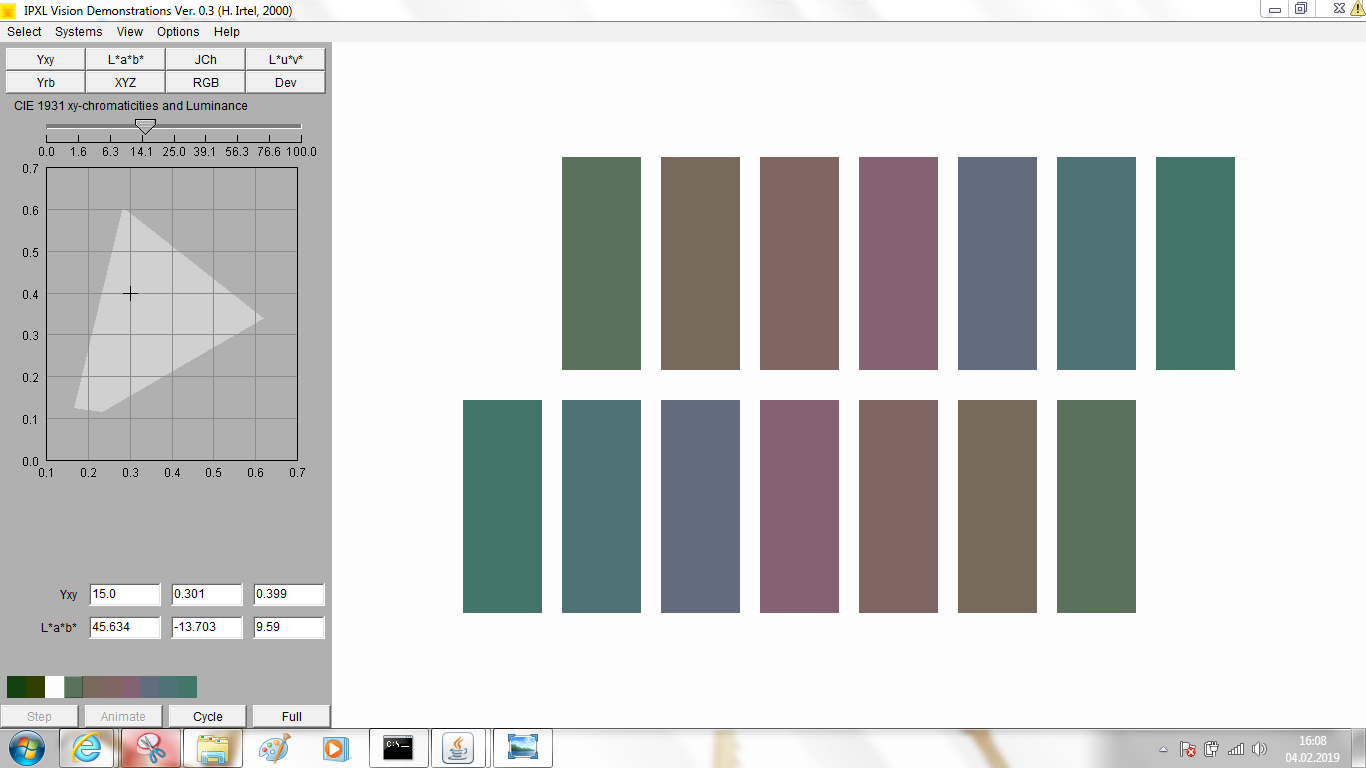 IPXL Vision Demonstrations Ver. 0.3 (H. Irtel, 2000)
Select Systems View Options Help
Yxy L*a*b* JCh L*u*v*
Yrb XYZ RGB Dev
CIE 1931 xy-chromaticities and Luminance
0.0 1.6 6.3 14.1 25.0 39.1 56.3 76.6 100.0
0.7
0.6
0.5
0.4
0.3
0.2
0.1
0.0
0.1 0.2 0.3 0.4 0.5 0.6 0.7
Yxy 15.0 0.301 0.399
L*a*b* 45.634 -13.703 9.59
Step Animate Cycle Full
C:\_
16:08
04.02.2019